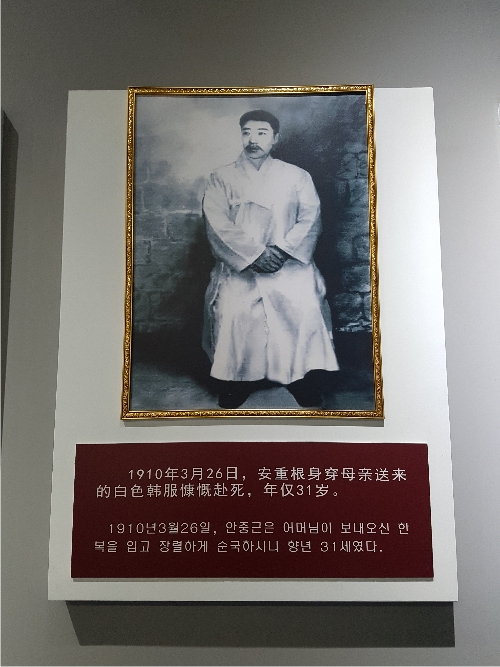 1910年3月26日，安重根身穿母亲送来
的白色韩服慷慨赴死，年仅31岁。
1910년3월26일, 안중근은 어머님이 보내오신 한
복을 입고 장렬하게 순국하시니 향년 31세였다.